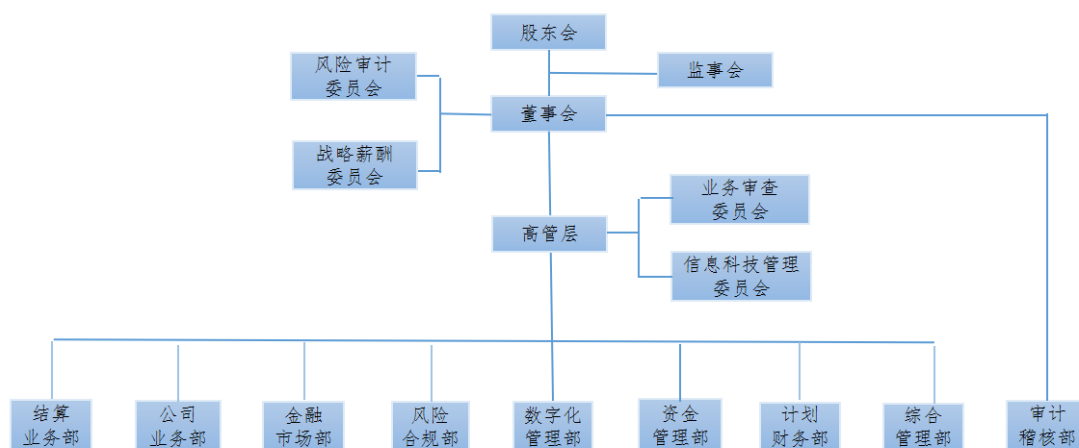 股东会
风险审计
委员会
监事会
董事会
战略薪酬
委员会
业务审查
委员会
高管层
信息科技管理
委员会
结算
业务部
公司
业务部
金融
市场部
风险
合规部
数字化
管理部
资金
管理部
计划
财务部
综合
管理部
审计
稽核部